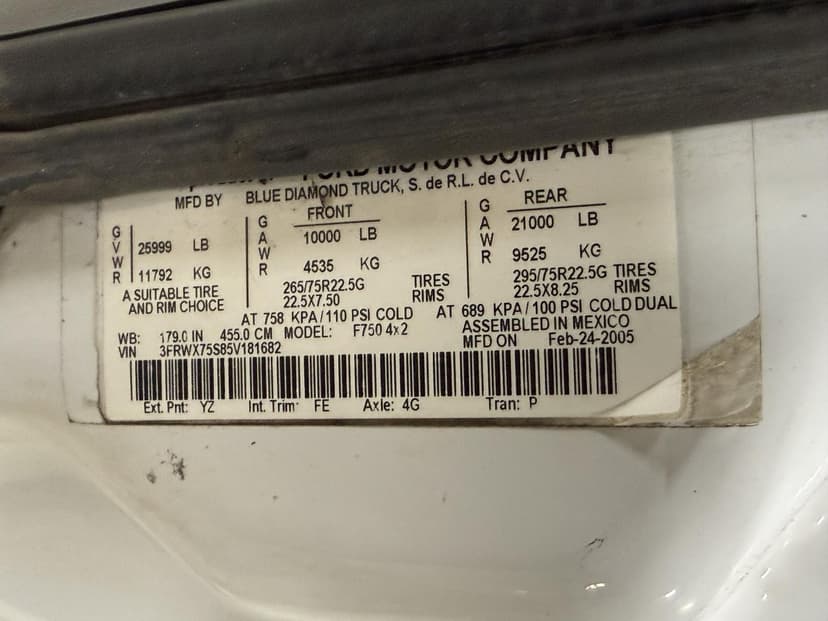 FORD MOTOR COMPANY
MFD BY BLUE DIAMOND TRUCK, S. de R.L. de C.V.
GVWR 25999 LB
11792 KG
A SUITABLE TIRE
AND RIM CHOICE
GAWR FRONT
10000 LB
4535 KG
265/75R22.5G TIRES
22.5X7.50 RIMS
AT 758 KPA/110 PSI COLD
GAWR REAR
21000 LB
9525 KG
295/75R22.5G TIRES
22.5X8.25 RIMS
AT 689 KPA/100 PSI COLD DUAL
WB: 179.0 IN 455.0 CM MODEL: F750 4x2
ASSEMBLED IN MEXICO
VIN 3FRWX75S85V181682
MFD ON Feb-24-2005
Ext. Pnt: YZ Int. Trim: FE Axle: 4G Tran: P